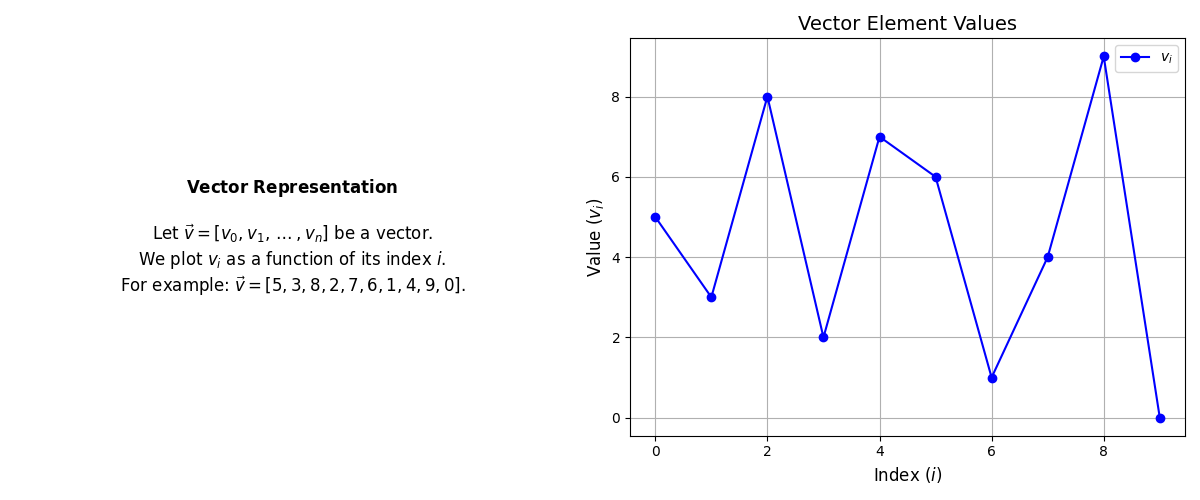 Vector Representation
Let $\vec{v} = [v_0, v_1, \ldots, v_n]$ be a vector.
We plot $v_i$ as a function of its index $i$.
For example: $\vec{v} = [5, 3, 8, 2, 7, 6, 1, 4, 9, 0]$.
Vector Element Values
$v_i$
Value ($v_i$)
8
6
4
2
0
0 2 4 6 8
Index ($i$)